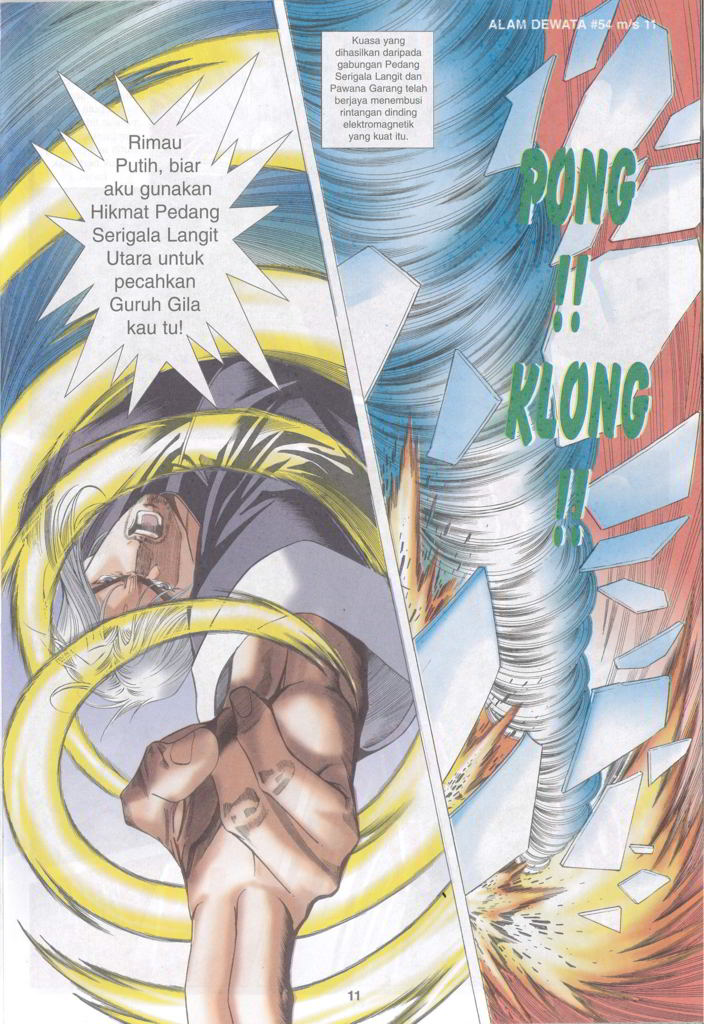 ALAM DEWATA #54 m/s 11
Rimau
Putih, biar
aku gunakan
Hikmat Pedang
Serigala Langit
Utara untuk
pecahkan
Guruh Gila
kau tu!
Kuasa yang
dihasilkan daripada
gabungan Pedang
Serigala Langit dan
Pawana Garang telah
berjaya menembusi
rintangan dinding
elektromagnetik
yang kuat itu.
PONG
!!
KLONG
!!
11